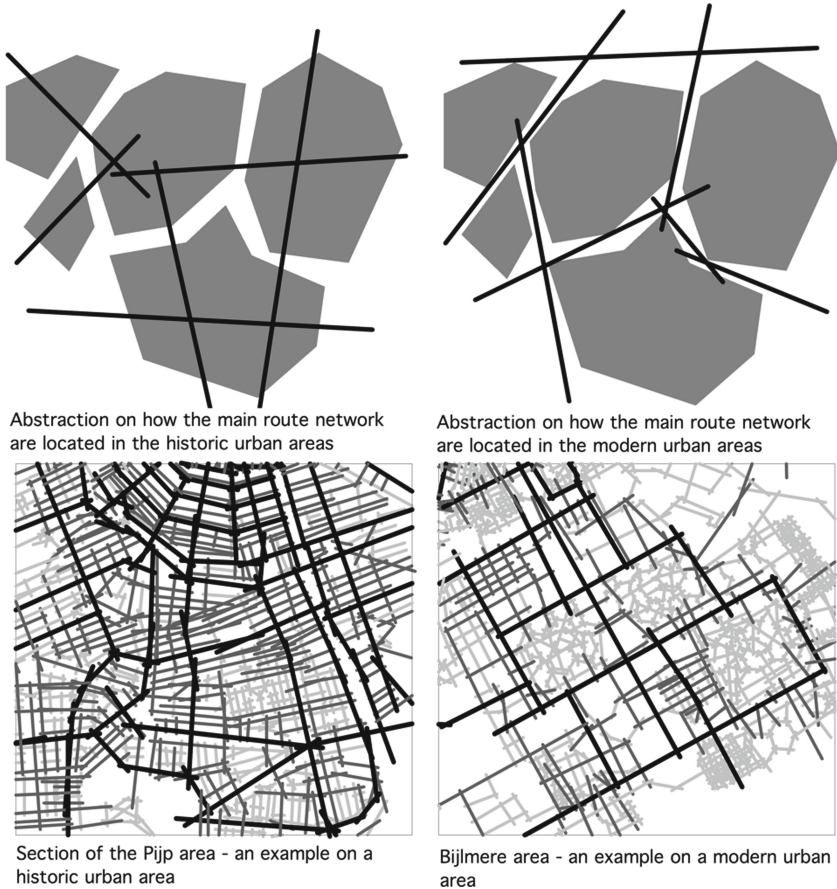 Abstraction on how the main route network
are located in the historic urban areas
Abstraction on how the main route network
are located in the modern urban areas
Section of the Pijp area - an example on a
historic urban area
Bijlmere area - an example on a modern urban
area